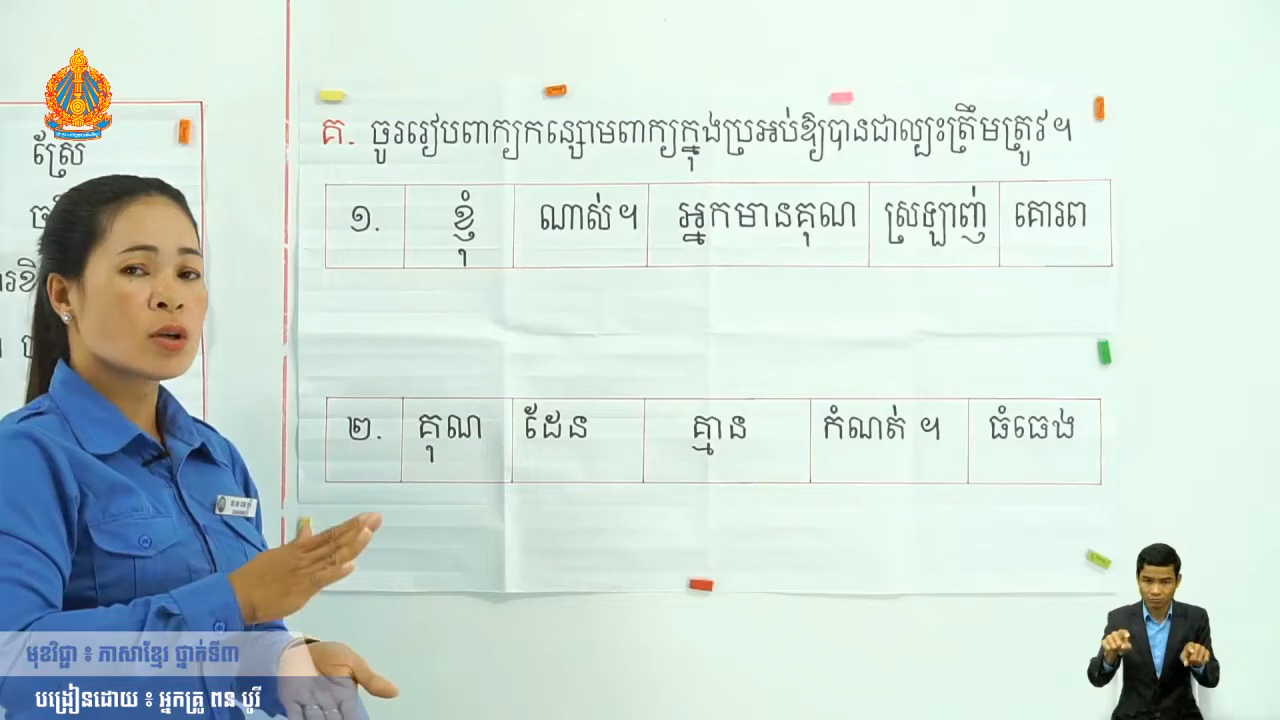 ស្រែ
គ. ចូររៀបពាក្យកន្សោមពាក្យក្នុងប្រអប់ឱ្យបានជាល្បះត្រឹមត្រូវ។
១. ខ្ញុំ ណាស់។ អ្នកមានគុណ ស្រឡាញ់ គោរព
២. គុណ ដែន គ្មាន កំណត់ ។ ធំធេង
មុខវិជ្ជា ៖ ភាសាខ្មែរ ថ្នាក់ទី៣
បង្រៀនដោយ ៖ អ្នកគ្រូ ពន បូរី